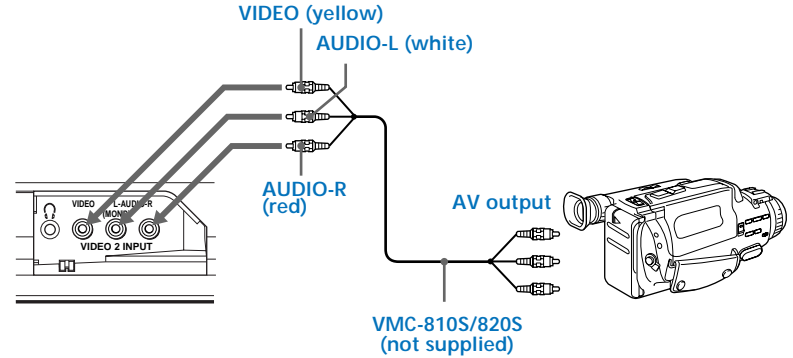 VIDEO (yellow)
AUDIO-L (white)
AUDIO-R
(red)
AV output
VIDEO L-AUDIO-R
(MONO)
VIDEO 2 INPUT
VMC-810S/820S
(not supplied)